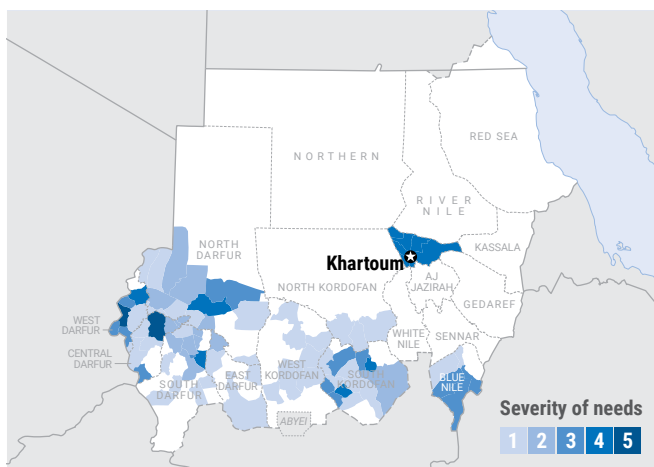 RED SEA
NORTHERN
RIVER
NILE
NORTH
DARFUR
Khartoum
KASSALA
NORTH KORDOFAN
AJ
JAZIRAH
GEDAREF
WEST
DARFUR
WHITE
NILE
SENNAR
CENTRAL
DARFUR
WEST
KORDOFAN
SOUTH
KORDOFAN
EAST
DARFUR
SOUTH
DARFUR
BLUE
NILE
ABYEI
Severity of needs
1 2 3 4 5